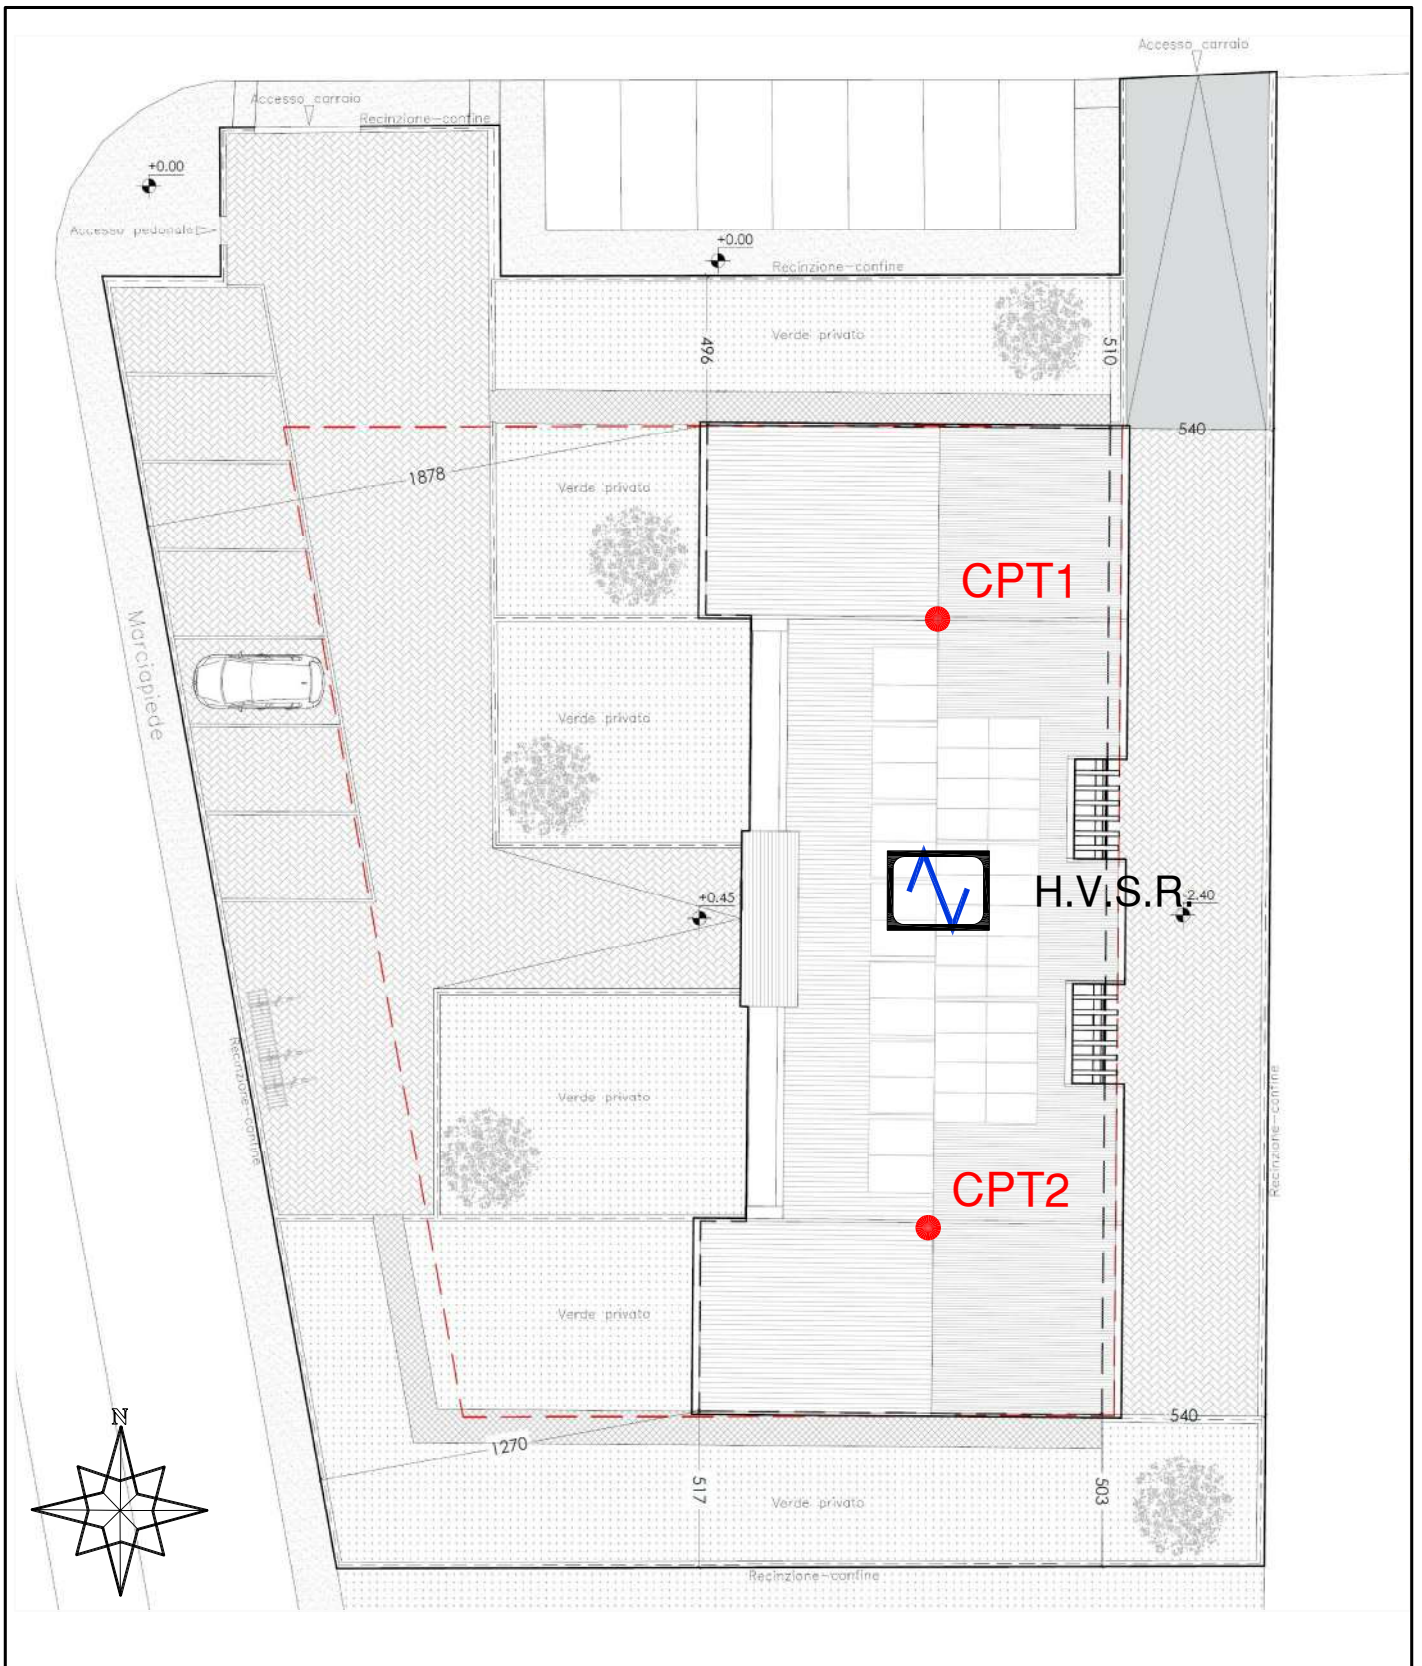 Accesso carraio
Accesso carraio
Recinzione-confine
+0.00
Accesso pedonale
+0.00
Recinzione-confine
Verde privato
496
510
540
1878
Verde privato
CPT1
Marciapiede
Verde privato
H.V.S.R.
+0.45
-2.40
Recinzione-confine
Verde privato
Recinzione-confine
CPT2
Verde privato
540
1270
N
517
503
Verde privato
Recinzione-confine